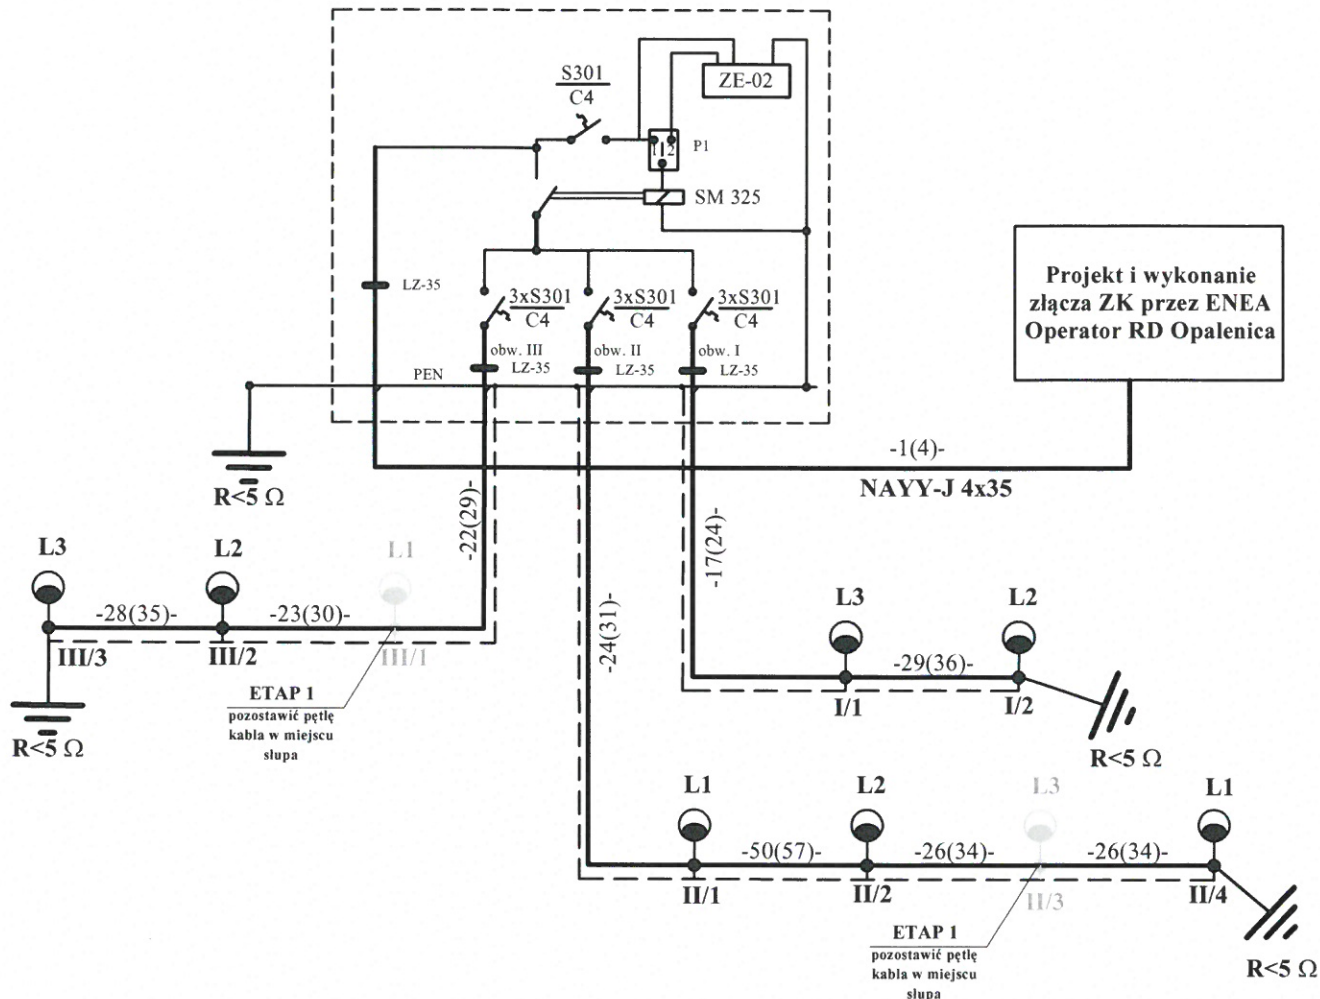 S301
C4
ZE-02
1 2
P1
SM 325
LZ-35
3xS301
C4
3xS301
C4
3xS301
C4
obw. III
LZ-35
obw. II
LZ-35
obw. I
LZ-35
PEN
Projekt i wykonanie
złącza ZK przez ENEA
Operator RD Opalenica
-1(4)-
NAYY-J 4x35
R<5 Ω
-22(29)-
-24(31)-
-17(24)-
L3
L2
L1
-28(35)-
-23(30)-
III/3
III/2
III/1
R<5 Ω
ETAP 1
pozostawić pętlę
kabla w miejscu
słupa
L3
L2
-29(36)-
I/1
I/2
R<5 Ω
L1
L2
L3
L1
-50(57)-
-26(34)-
-26(34)-
II/1
II/2
II/3
II/4
R<5 Ω
ETAP 1
pozostawić pętlę
kabla w miejscu
słupa